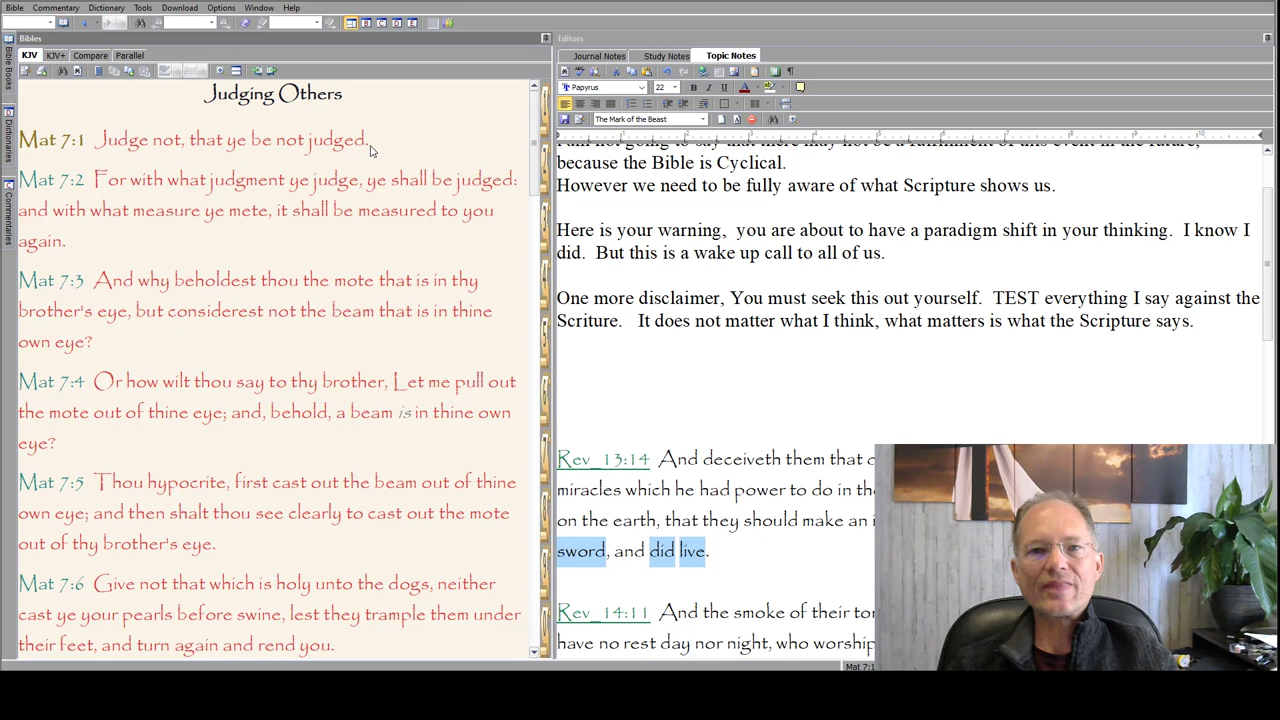 Bible Commentary Dictionary Tools Download Options Window Help
Bibles
Editors
KJV KJV+ Compare Parallel
Journal Notes Study Notes Topic Notes
Papyrus 22
The Mark of the Beast
Bible Books
Dictionaries
Commentaries
Judging Others
Mat 7:1 Judge not, that ye be not judged.
Mat 7:2 For with what judgment ye judge, ye shall be judged:
and with what measure ye mete, it shall be measured to you
again.
Mat 7:3 And why beholdest thou the mote that is in thy
brother's eye, but considerest not the beam that is in thine
own eye?
Mat 7:4 Or how wilt thou say to thy brother, Let me pull out
the mote out of thine eye; and, behold, a beam is in thine own
eye?
Mat 7:5 Thou hypocrite, first cast out the beam out of thine
own eye; and then shalt thou see clearly to cast out the mote
out of thy brother's eye.
Mat 7:6 Give not that which is holy unto the dogs, neither
cast ye your pearls before swine, lest they trample them under
their feet, and turn again and rend you.
because the Bible is Cyclical.
However we need to be fully aware of what Scripture shows us.
Here is your warning, you are about to have a paradigm shift in your thinking. I know I
did. But this is a wake up call to all of us.
One more disclaimer, You must seek this out yourself. TEST everything I say against the
Scriture. It does not matter what I think, what matters is what the Scripture says.
Rev_13:14 And deceiveth them that
miracles which he had power to do in the
on the earth, that they should make an
sword, and did live.
Rev_14:11 And the smoke of their
have no rest day nor night, who worship
Mat 7:1